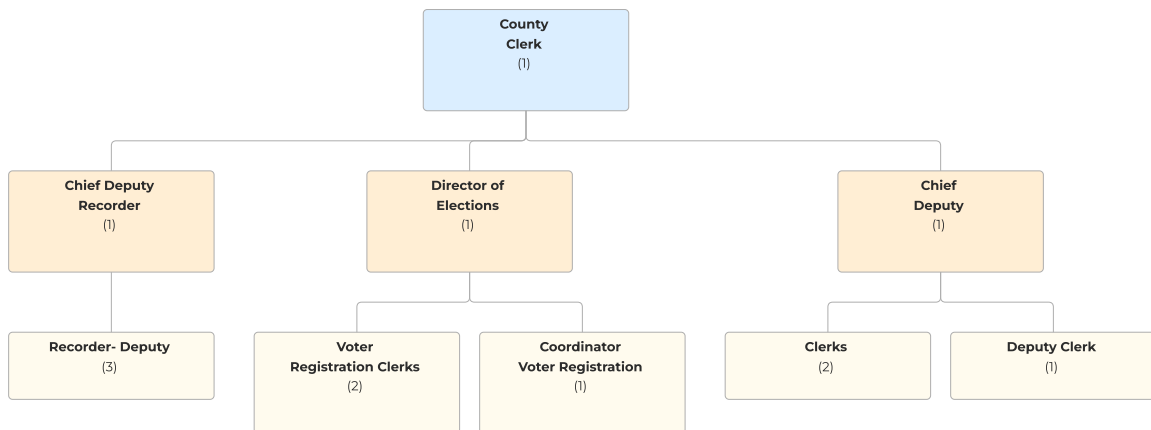 County
Clerk
(1)
Chief Deputy
Recorder
(1)
Director of
Elections
(1)
Chief
Deputy
(1)
Recorder- Deputy
(3)
Voter
Registration Clerks
(2)
Coordinator
Voter Registration
(1)
Clerks
(2)
Deputy Clerk
(1)